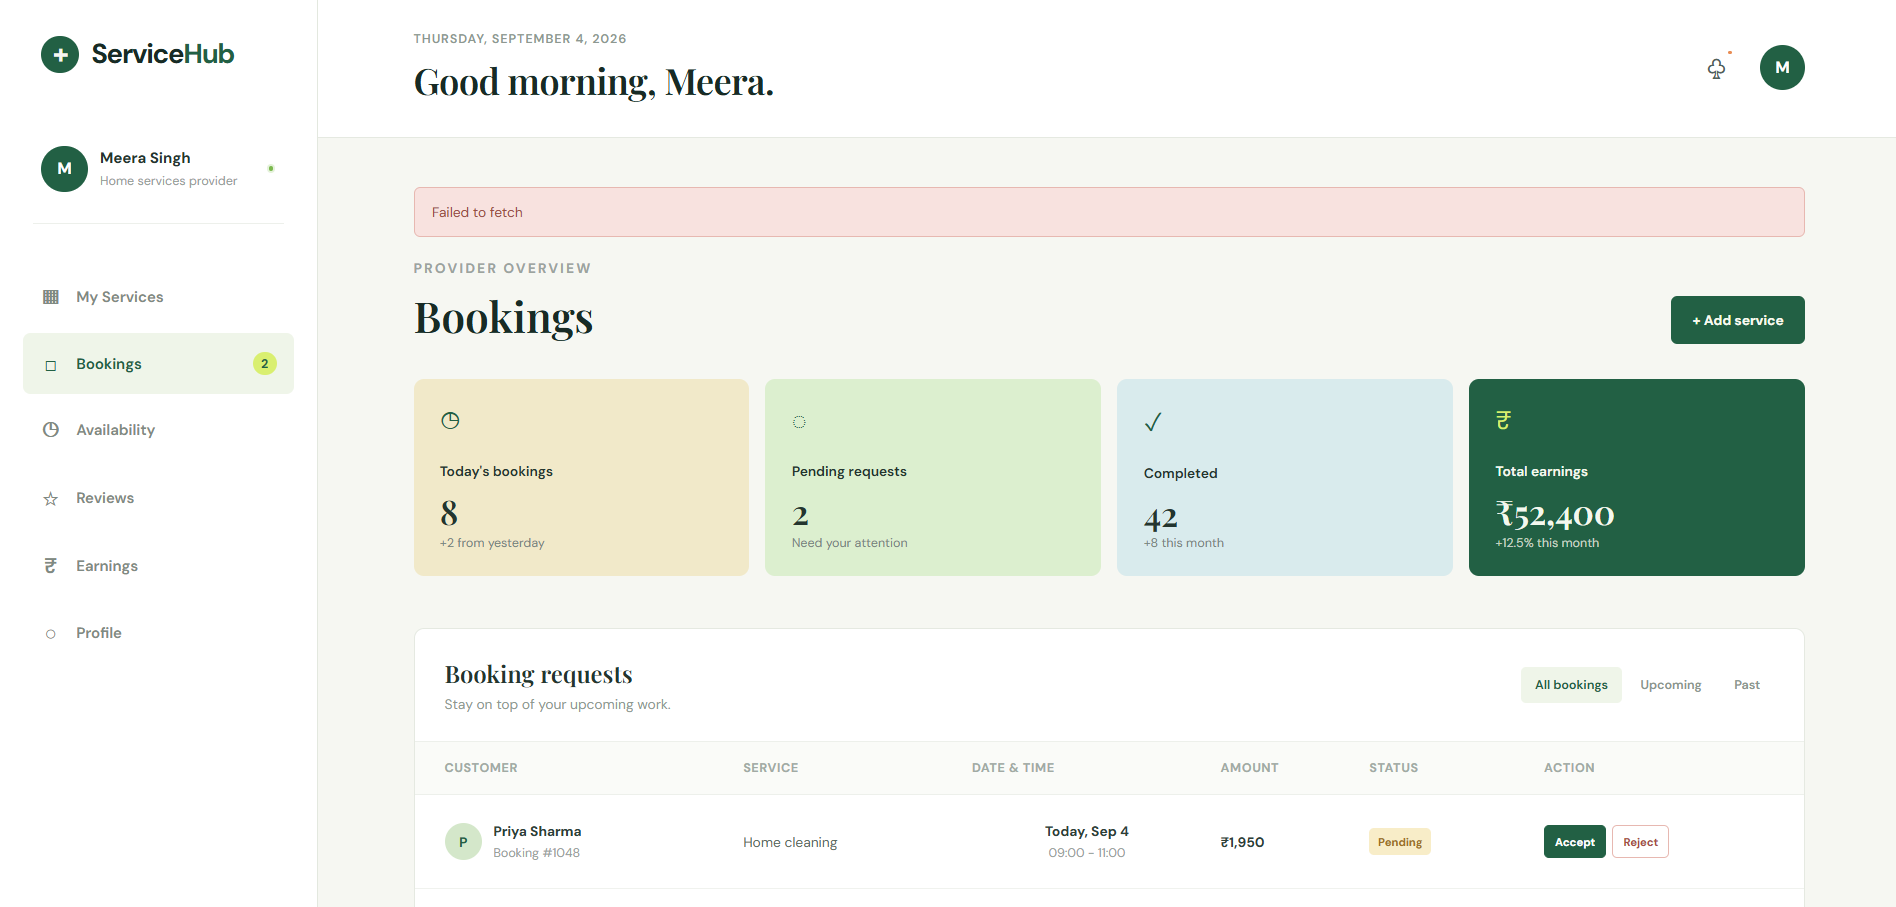 ServiceHub
M
Meera Singh
Home services provider
My Services
Bookings 2
Availability
Reviews
₹ Earnings
Profile
THURSDAY, SEPTEMBER 4, 2026
Good morning, Meera.
M
Failed to fetch
PROVIDER OVERVIEW
Bookings
+ Add service
Today's bookings
8
+2 from yesterday
Pending requests
2
Need your attention
✓
Completed
42
+8 this month
₹
Total earnings
₹52,400
+12.5% this month
Booking requests
Stay on top of your upcoming work.
All bookings Upcoming Past
CUSTOMER SERVICE DATE & TIME AMOUNT STATUS ACTION
P
Priya Sharma
Booking #1048
Home cleaning
Today, Sep 4
09:00 - 11:00
₹1,950
Pending
Accept Reject